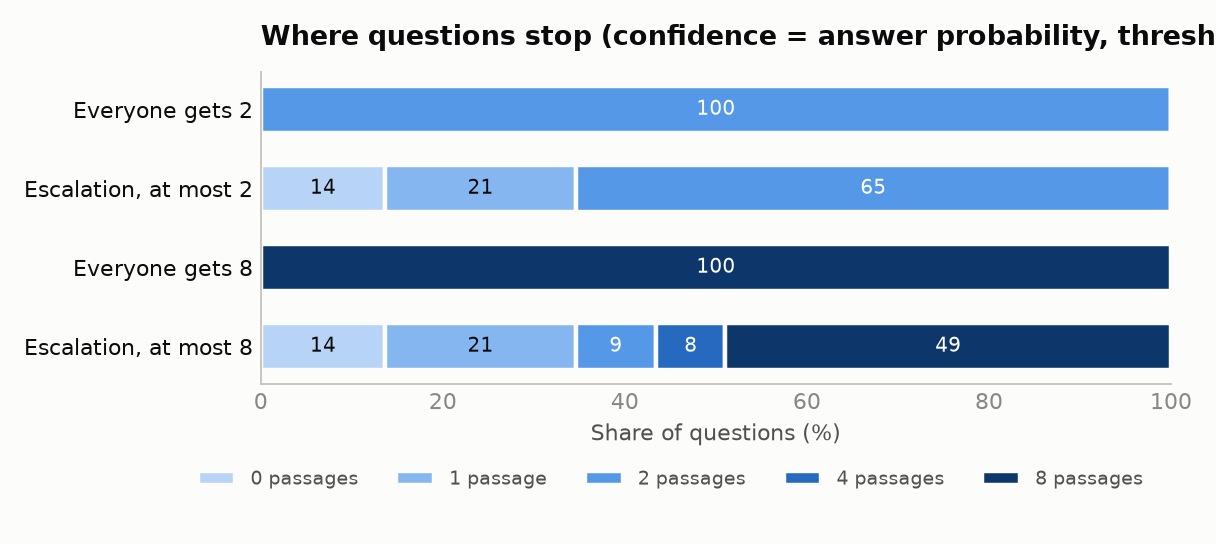 Where questions stop (confidence = answer probability, thresh
Everyone gets 2
100
Escalation, at most 2
14 21 65
Everyone gets 8
100
Escalation, at most 8
14 21 9 8 49
0 20 40 60 80 100
Share of questions (%)
0 passages 1 passage 2 passages 4 passages 8 passages